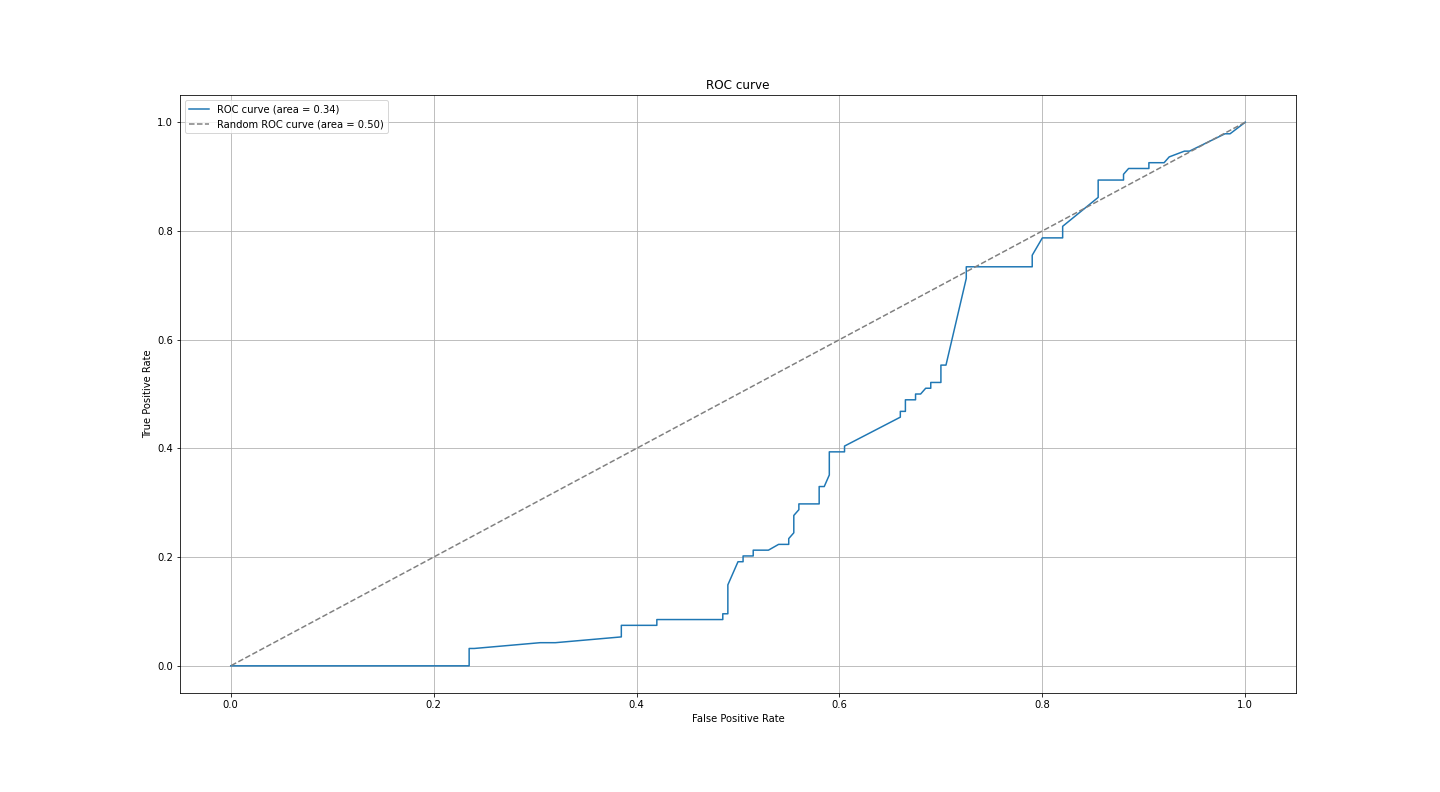 ROC curve
ROC curve (area = 0.34)
Random ROC curve (area = 0.50)
1.0
0.8
0.6
0.4
0.2
0.0
True Positive Rate
0.0 0.2 0.4 0.6 0.8 1.0
False Positive Rate